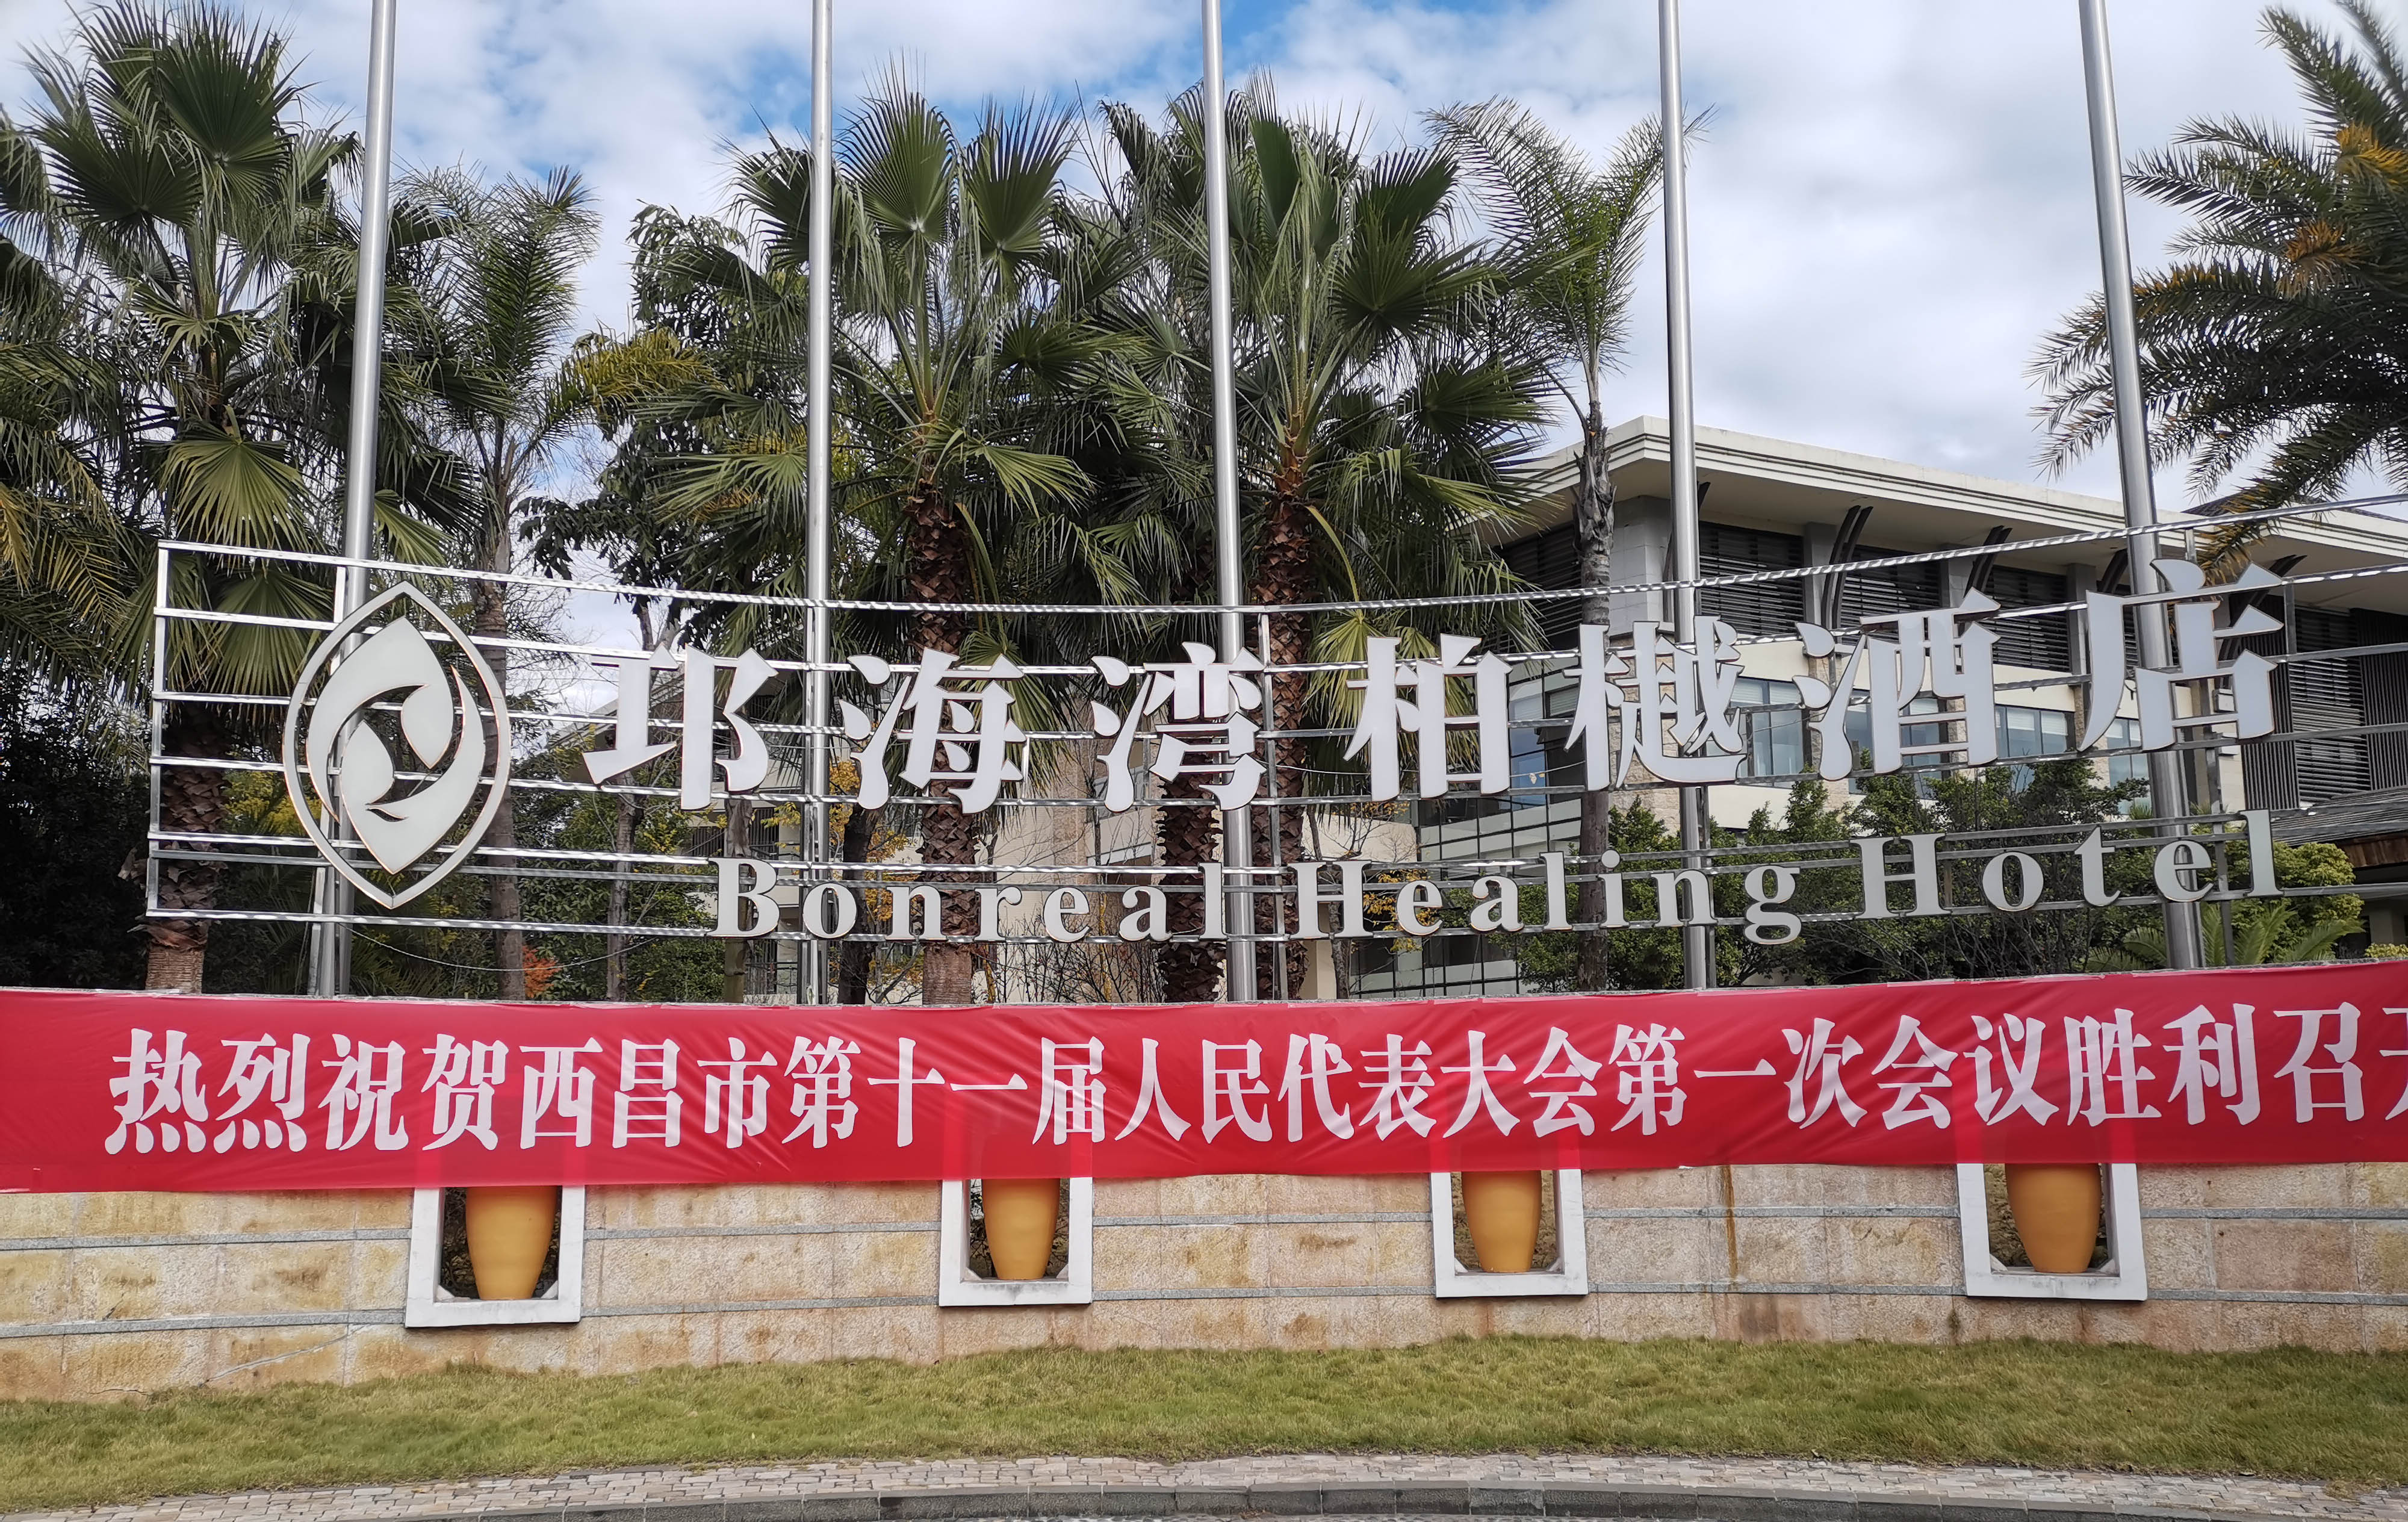 邛海湾柏樾酒店
Bonreal Healing Hotel
热烈祝贺西昌市第十一届人民代表大会第一次会议胜利召开